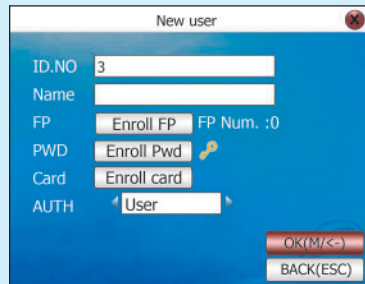 New user
ID.NO 3
Name
FP Enroll FP FP Num. :0
PWD Enroll Pwd
Card Enroll card
AUTH User
OK(M/<-)
BACK(ESC)